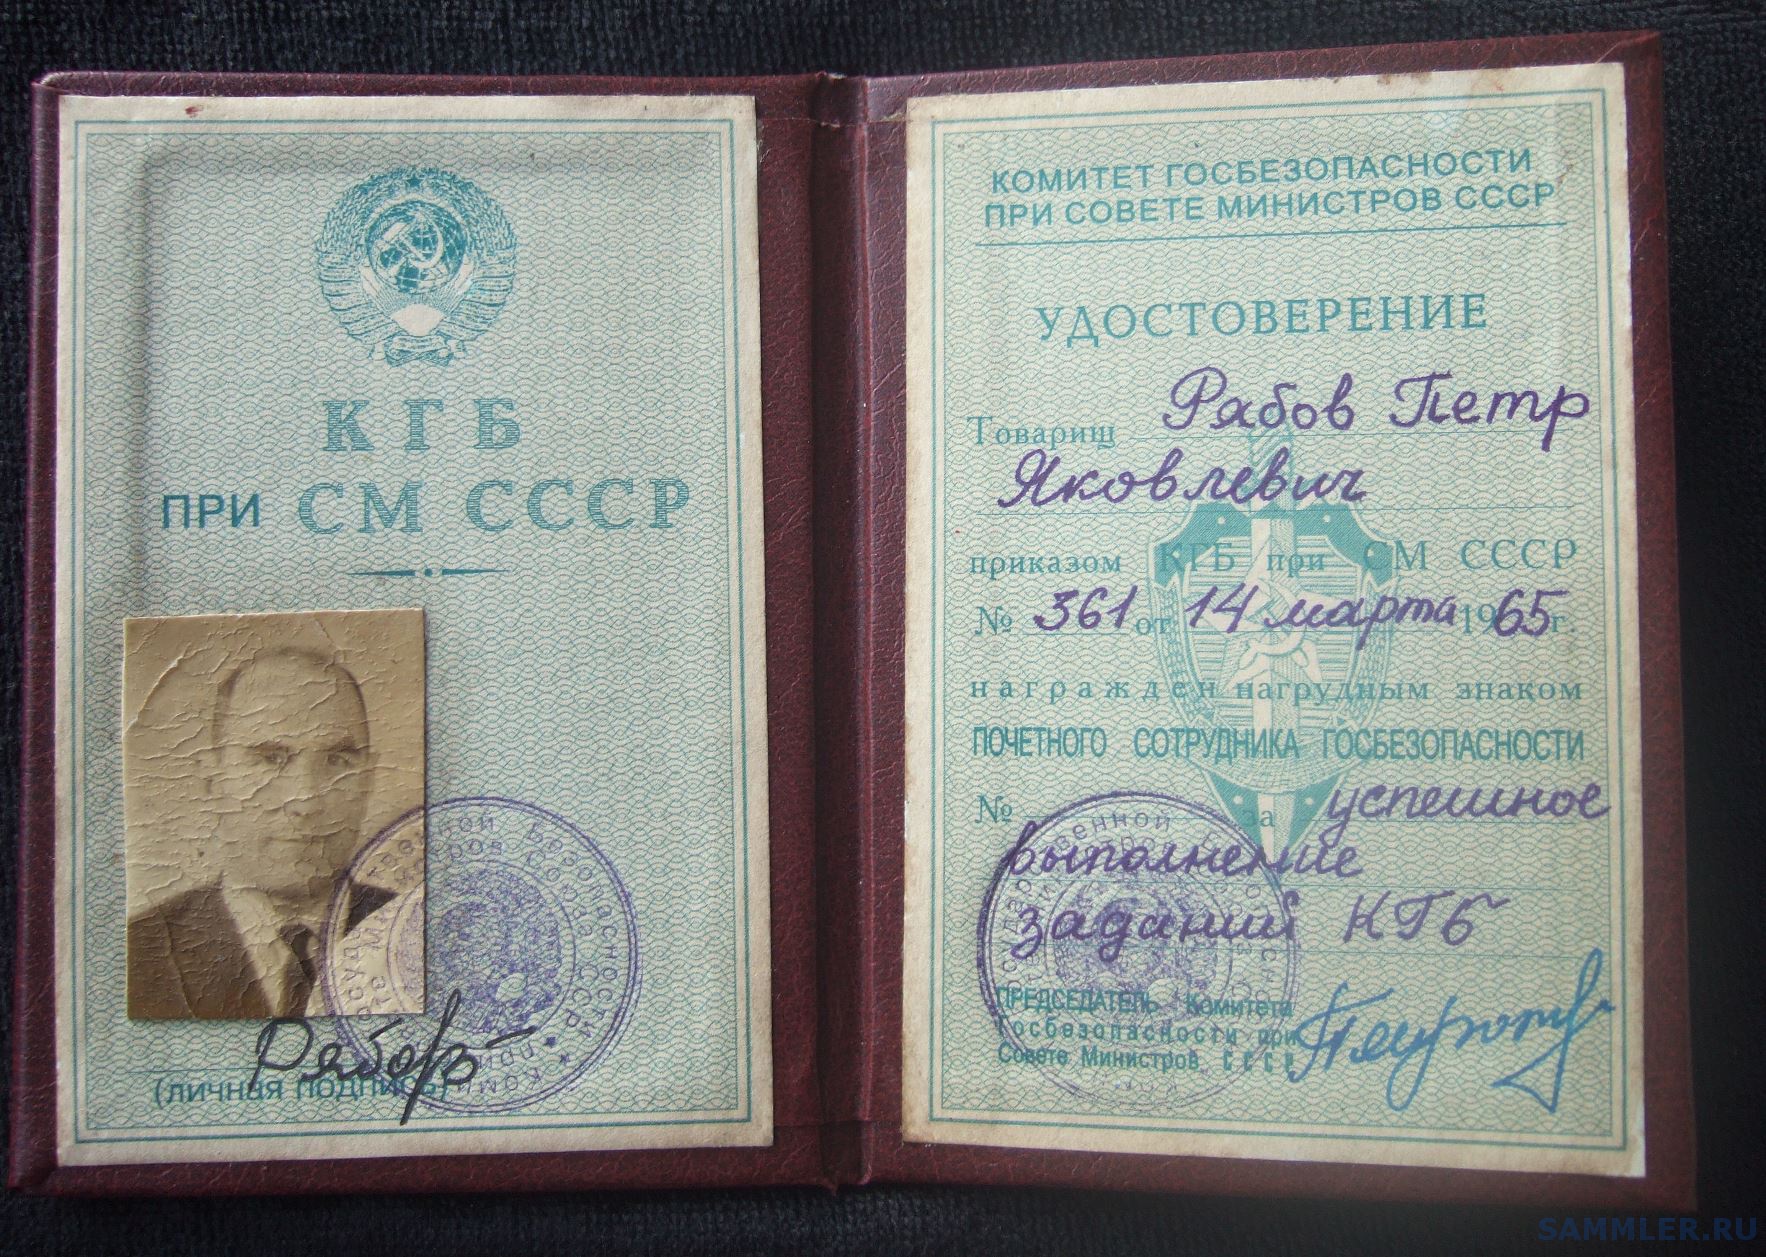 КГБ
ПРИ СМ СССР
Рябов
(личная подпись)
КОМИТЕТ ГОСБЕЗОПАСНОСТИ
ПРИ СОВЕТЕ МИНИСТРОВ СССР
УДОСТОВЕРЕНИЕ
Товарищ Рябов Петр
Яковлевич
приказом КГБ при СМ СССР
№ 361 от 14 марта 1965 г.
награжден нагрудным знаком
ПОЧЕТНОГО СОТРУДНИКА ГОСБЕЗОПАСНОСТИ
№ за успешное
выполнение
заданий КГБ
ПРЕДСЕДАТЕЛЬ Комитета
Госбезопасности при
Совете Министров СССР
SAMMLER.RU